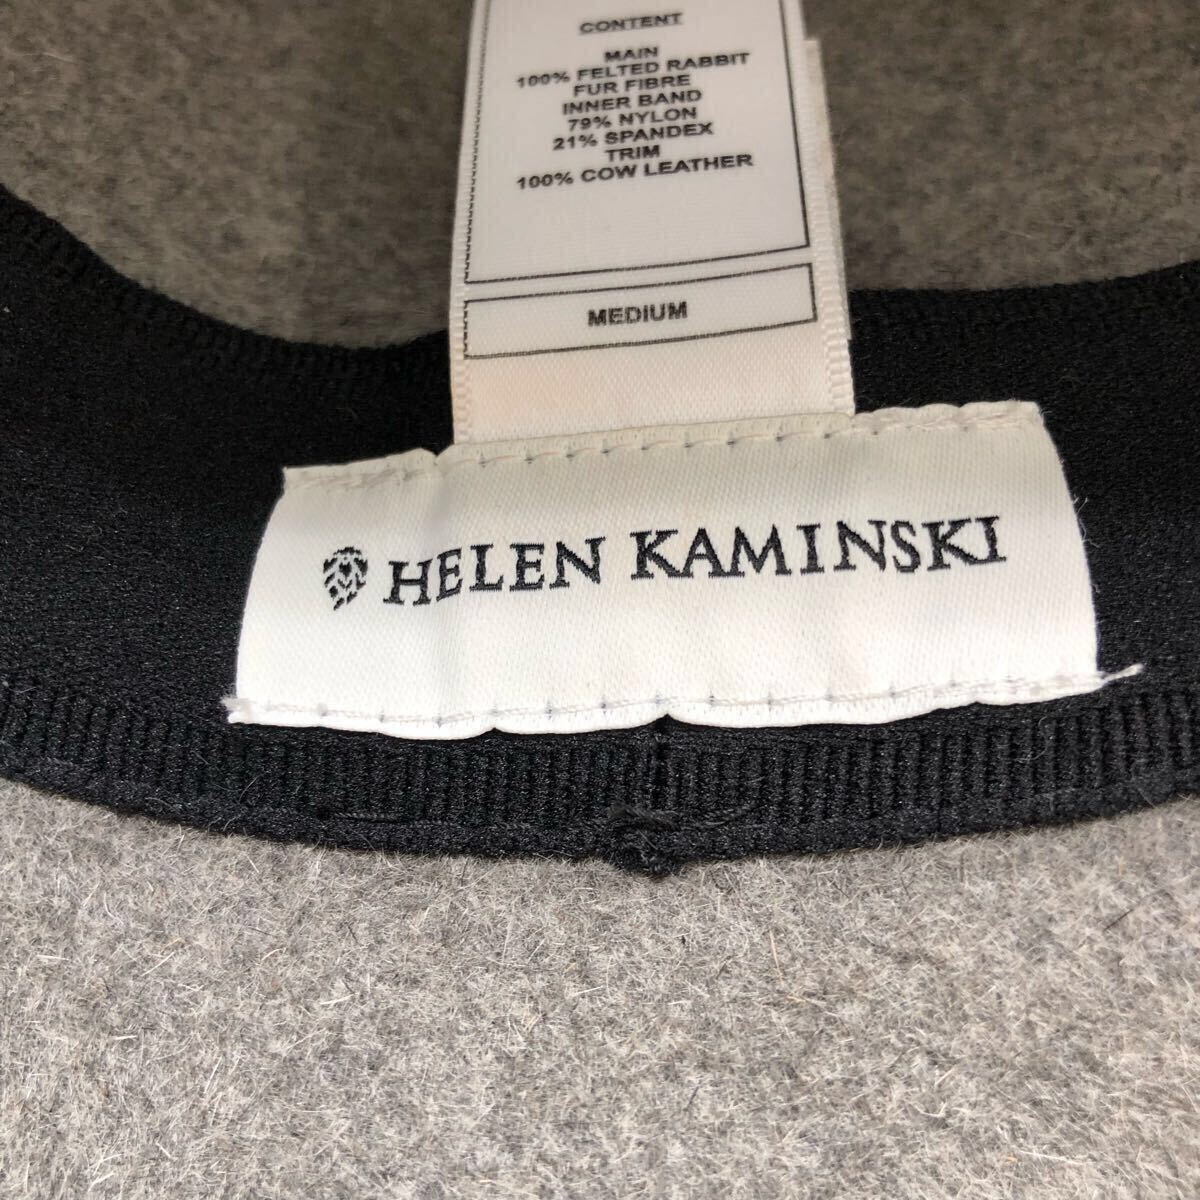 CONTENT
MAIN
100% FELTED RABBIT
FUR FIBRE
INNER BAND
79% NYLON
21% SPANDEX
TRIM
100% COW LEATHER
MEDIUM
HELEN KAMINSKI